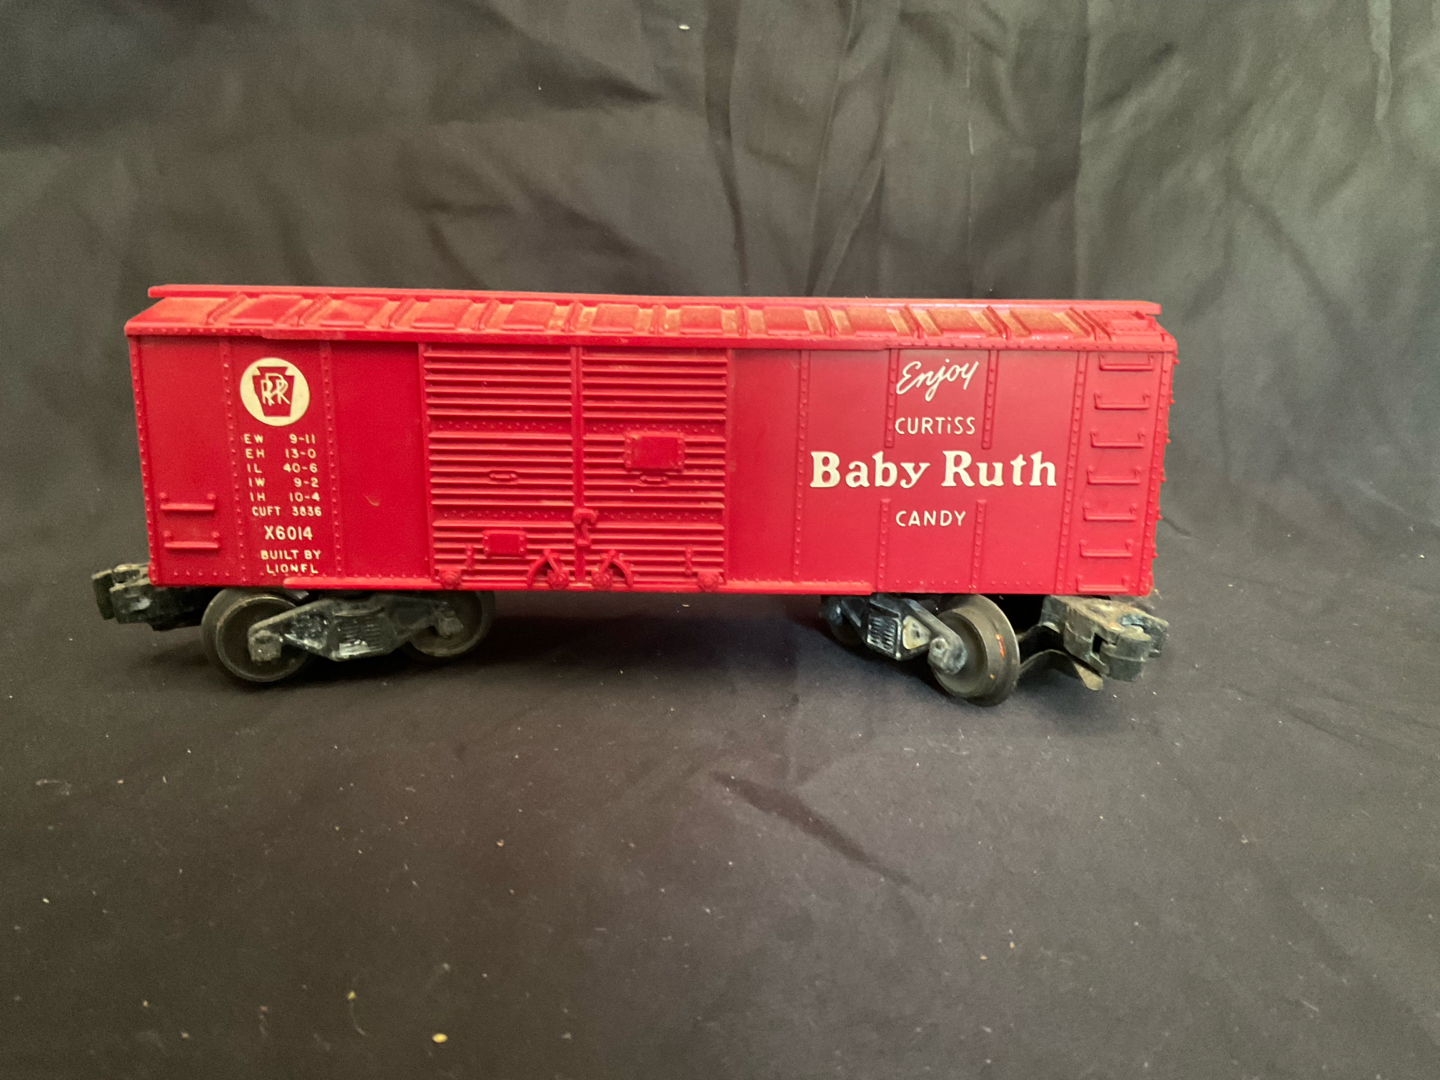 PRR
EW 9-11
EH 13-0
IL 40-6
IW 9-2
IH 10-4
CUFT 3836
X6014
BUILT BY
LIONEL
Enjoy
CURTiSS
Baby Ruth
CANDY